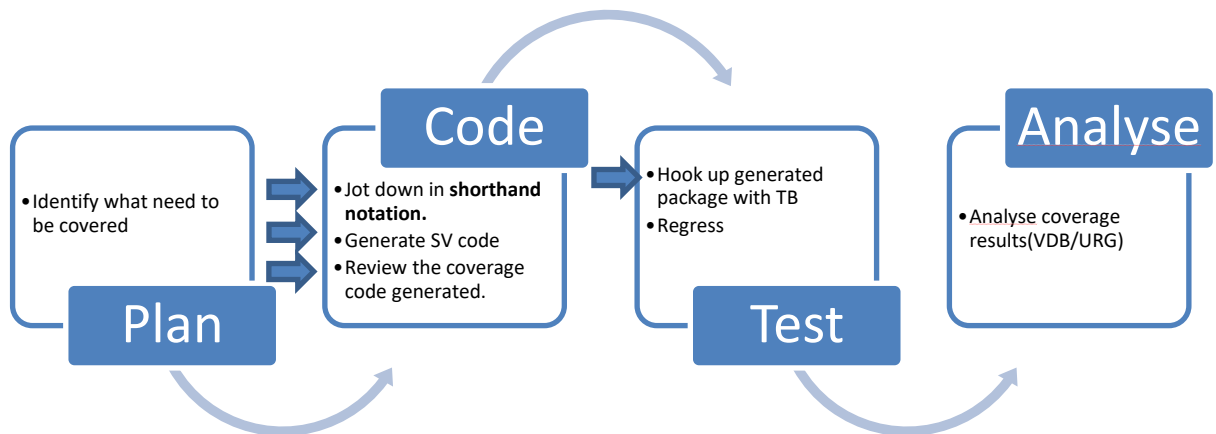 •Identify what need to
be covered
Plan
Code
•Jot down in shorthand
notation.
•Generate SV code
•Review the coverage
code generated.
•Hook up generated
package with TB
•Regress
Test
Analyse
•Analyse coverage
results(VDB/URG)